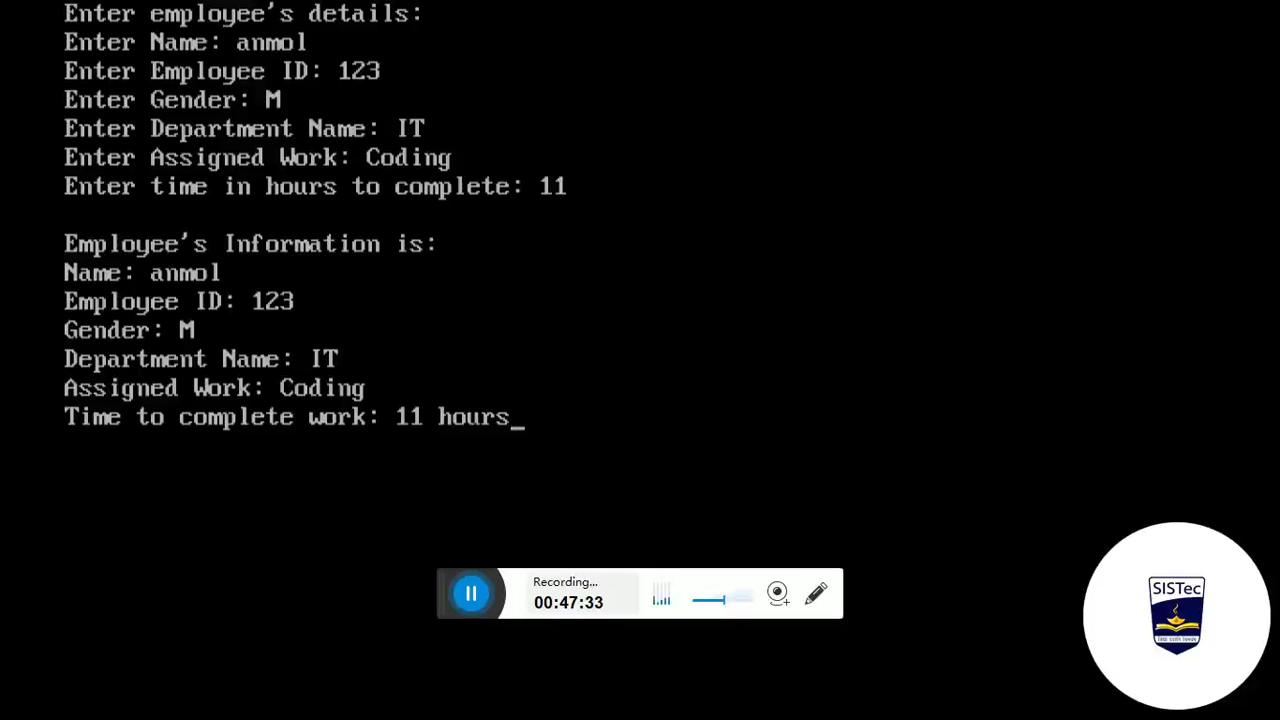 Enter employee's details:
Enter Name: anmol
Enter Employee ID: 123
Enter Gender: M
Enter Department Name: IT
Enter Assigned Work: Coding
Enter time in hours to complete: 11
Employee's Information is:
Name: anmol
Employee ID: 123
Gender: M
Department Name: IT
Assigned Work: Coding
Time to complete work: 11 hours_
Recording...
00:47:33
SISTec